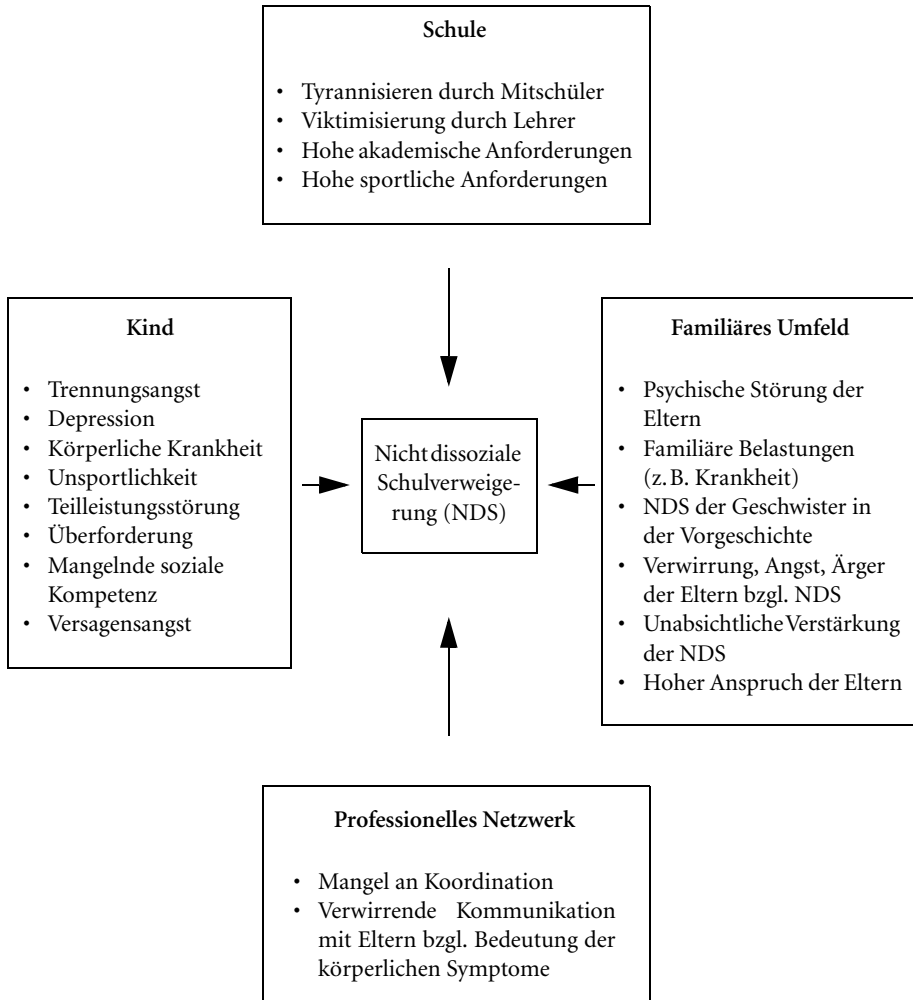 Schule
• Tyrannisieren durch Mitschüler
• Viktimisierung durch Lehrer
• Hohe akademische Anforderungen
• Hohe sportliche Anforderungen
Kind
• Trennungsangst
• Depression
• Körperliche Krankheit
• Unsportlichkeit
• Teilleistungsstörung
• Überforderung
• Mangelnde soziale
Kompetenz
• Versagensangst
Nicht dissoziale
Schulverweige-
rung (NDS)
Familiäres Umfeld
• Psychische Störung der
Eltern
• Familiäre Belastungen
(z. B. Krankheit)
• NDS der Geschwister in
der Vorgeschichte
• Verwirrung, Angst, Ärger
der Eltern bzgl. NDS
• Unabsichtliche Verstärkung
der NDS
• Hoher Anspruch der Eltern
Professionelles Netzwerk
• Mangel an Koordination
• Verwirrende Kommunikation
mit Eltern bzgl. Bedeutung der
körperlichen Symptome